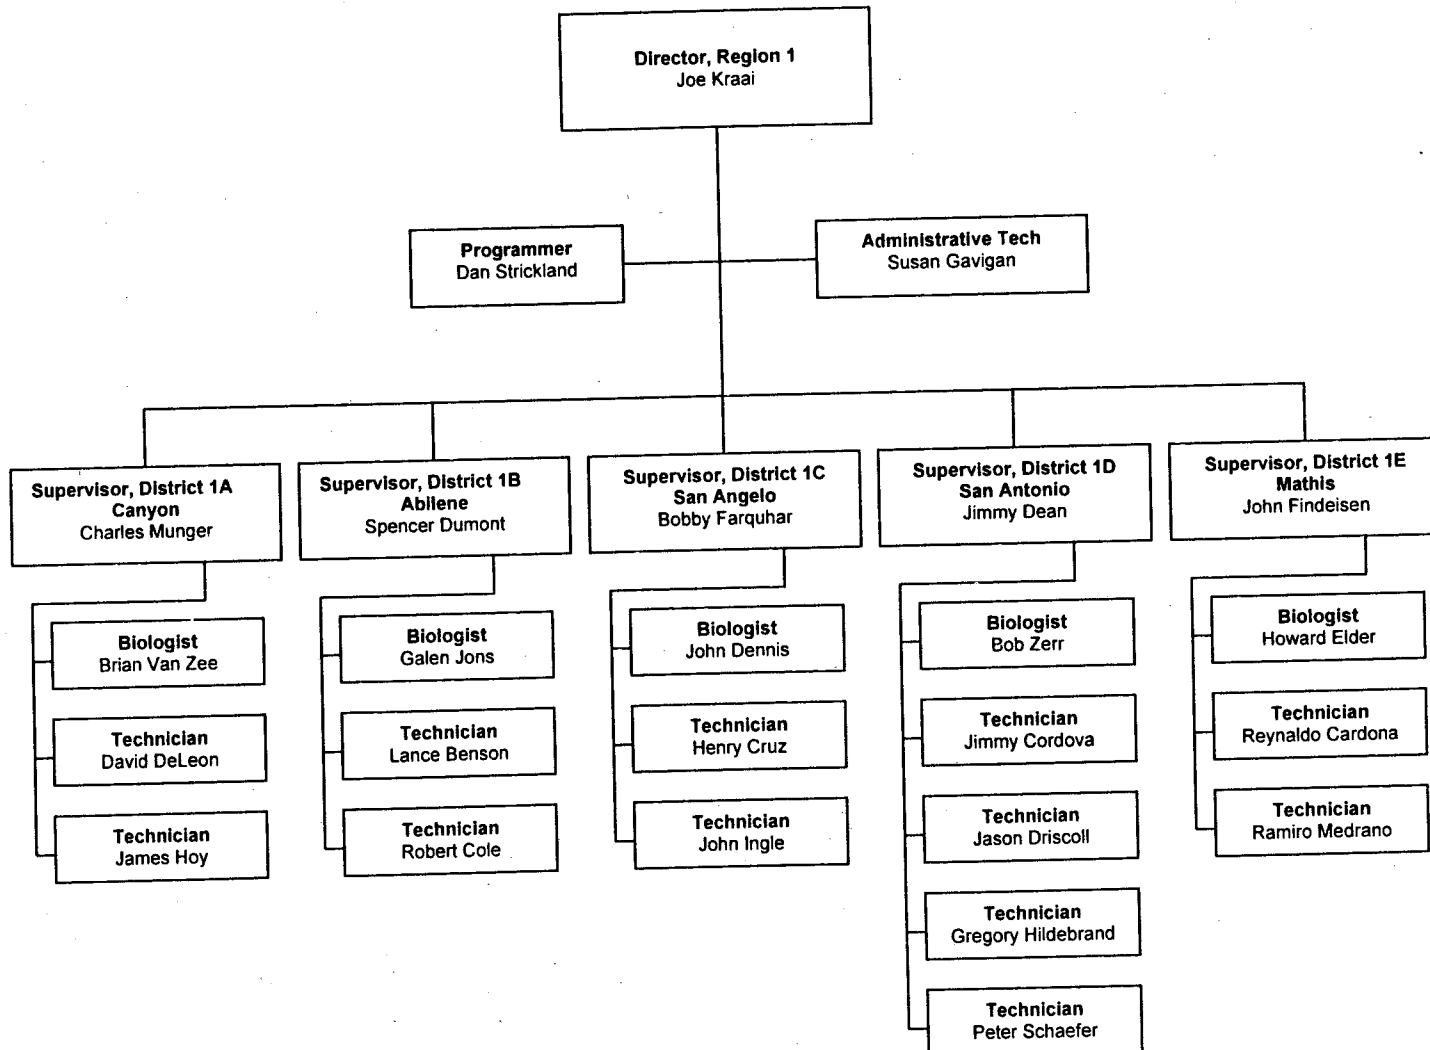 Director, Region 1
Joe Kraai
Programmer
Dan Strickland
Administrative Tech
Susan Gavigan
Supervisor, District 1A
Canyon
Charles Munger
Supervisor, District 1B
Abilene
Spencer Dumont
Supervisor, District 1C
San Angelo
Bobby Farquhar
Supervisor, District 1D
San Antonio
Jimmy Dean
Supervisor, District 1E
Mathis
John Findeisen
Biologist
Brian Van Zee
Technician
David DeLeon
Technician
James Hoy
Biologist
Galen Jons
Technician
Lance Benson
Technician
Robert Cole
Biologist
John Dennis
Technician
Henry Cruz
Technician
John Ingle
Biologist
Bob Zerr
Technician
Jimmy Cordova
Technician
Jason Driscoll
Technician
Gregory Hildebrand
Technician
Peter Schaefer
Biologist
Howard Elder
Technician
Reynaldo Cardona
Technician
Ramiro Medrano